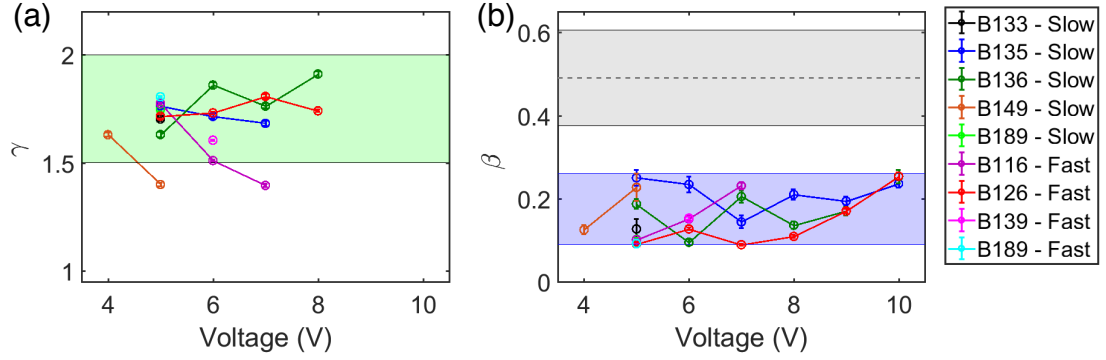 (a)
2
1.5
1
γ
4 6 8 10
Voltage (V)
(b)
0.6
0.4
0.2
0
β
4 6 8 10
Voltage (V)
B133 - Slow
B135 - Slow
B136 - Slow
B149 - Slow
B189 - Slow
B116 - Fast
B126 - Fast
B139 - Fast
B189 - Fast